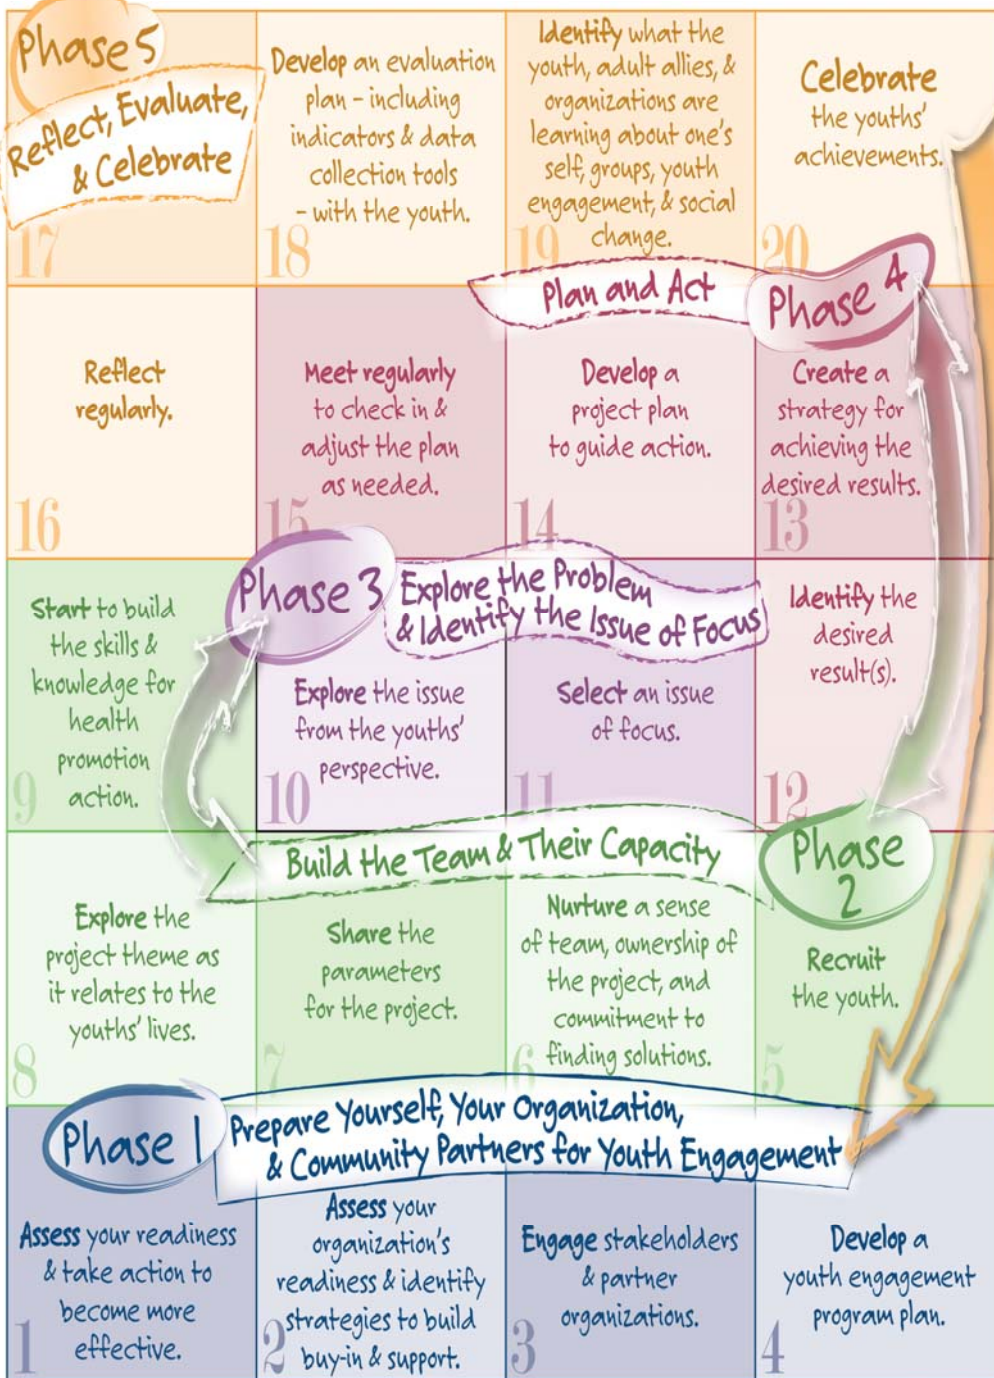 Phase 5
Reflect, Evaluate,
& Celebrate
17
Develop an evaluation
plan – including
indicators & data
collection tools
– with the youth.
18
Identify what the
youth, adult allies, &
organizations are
learning about one's
self, groups, youth
engagement, & social
change.
19
Celebrate
the youths'
achievements.
20
Plan and Act
Phase 4
Reflect
regularly.
16
Meet regularly
to check in &
adjust the plan
as needed.
15
Develop a
project plan
to guide action.
14
Create a
strategy for
achieving the
desired results.
13
Phase 3
Explore the Problem
& Identify the Issue of Focus
Start to build
the skills &
knowledge for
health
promotion
action.
9
Explore the issue
from the youths'
perspective.
10
Select an issue
of focus.
11
Identify the
desired
result(s).
12
Build the Team & Their Capacity
Phase
2
Explore the
project theme as
it relates to the
youths' lives.
8
Share the
parameters
for the project.
7
Nurture a sense
of team, ownership of
the project, and
commitment to
finding solutions.
6
Recruit
the youth.
5
Phase 1
Prepare Yourself, Your Organization,
& Community Partners for Youth Engagement
Assess your readiness
& take action to
become more
effective.
1
Assess your
organization's
readiness & identify
strategies to build
buy-in & support.
2
Engage stakeholders
& partner
organizations.
3
Develop a
youth engagement
program plan.
4